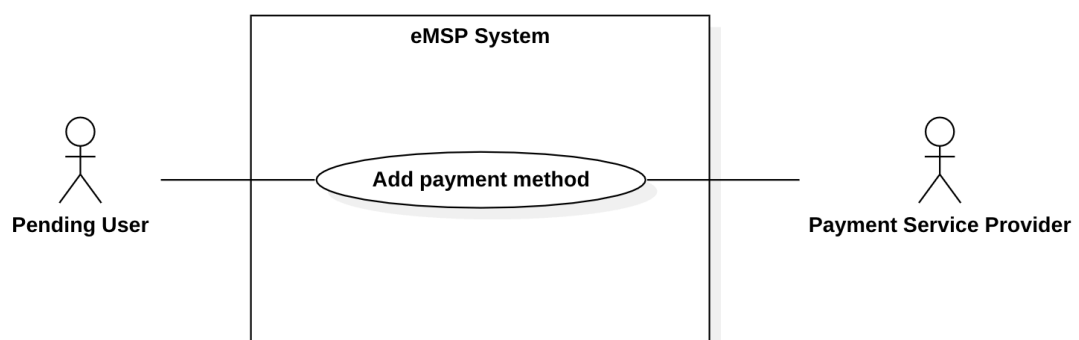 eMSP System
Add payment method
Pending User
Payment Service Provider